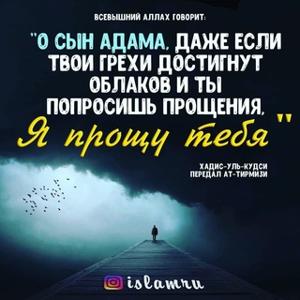 ВСЕВЫШНИЙ АЛЛАХ ГОВОРИТ:
"О СЫН АДАМА, ДАЖЕ ЕСЛИ
ТВОИ ГРЕХИ ДОСТИГНУТ
ОБЛАКОВ И ТЫ
ПОПРОСИШЬ ПРОЩЕНИЯ,
Я прощу тебя"
ХАДИС-УЛЬ-КУДСИ
ПЕРЕДАЛ АТ-ТИРМИЗИ
islamru